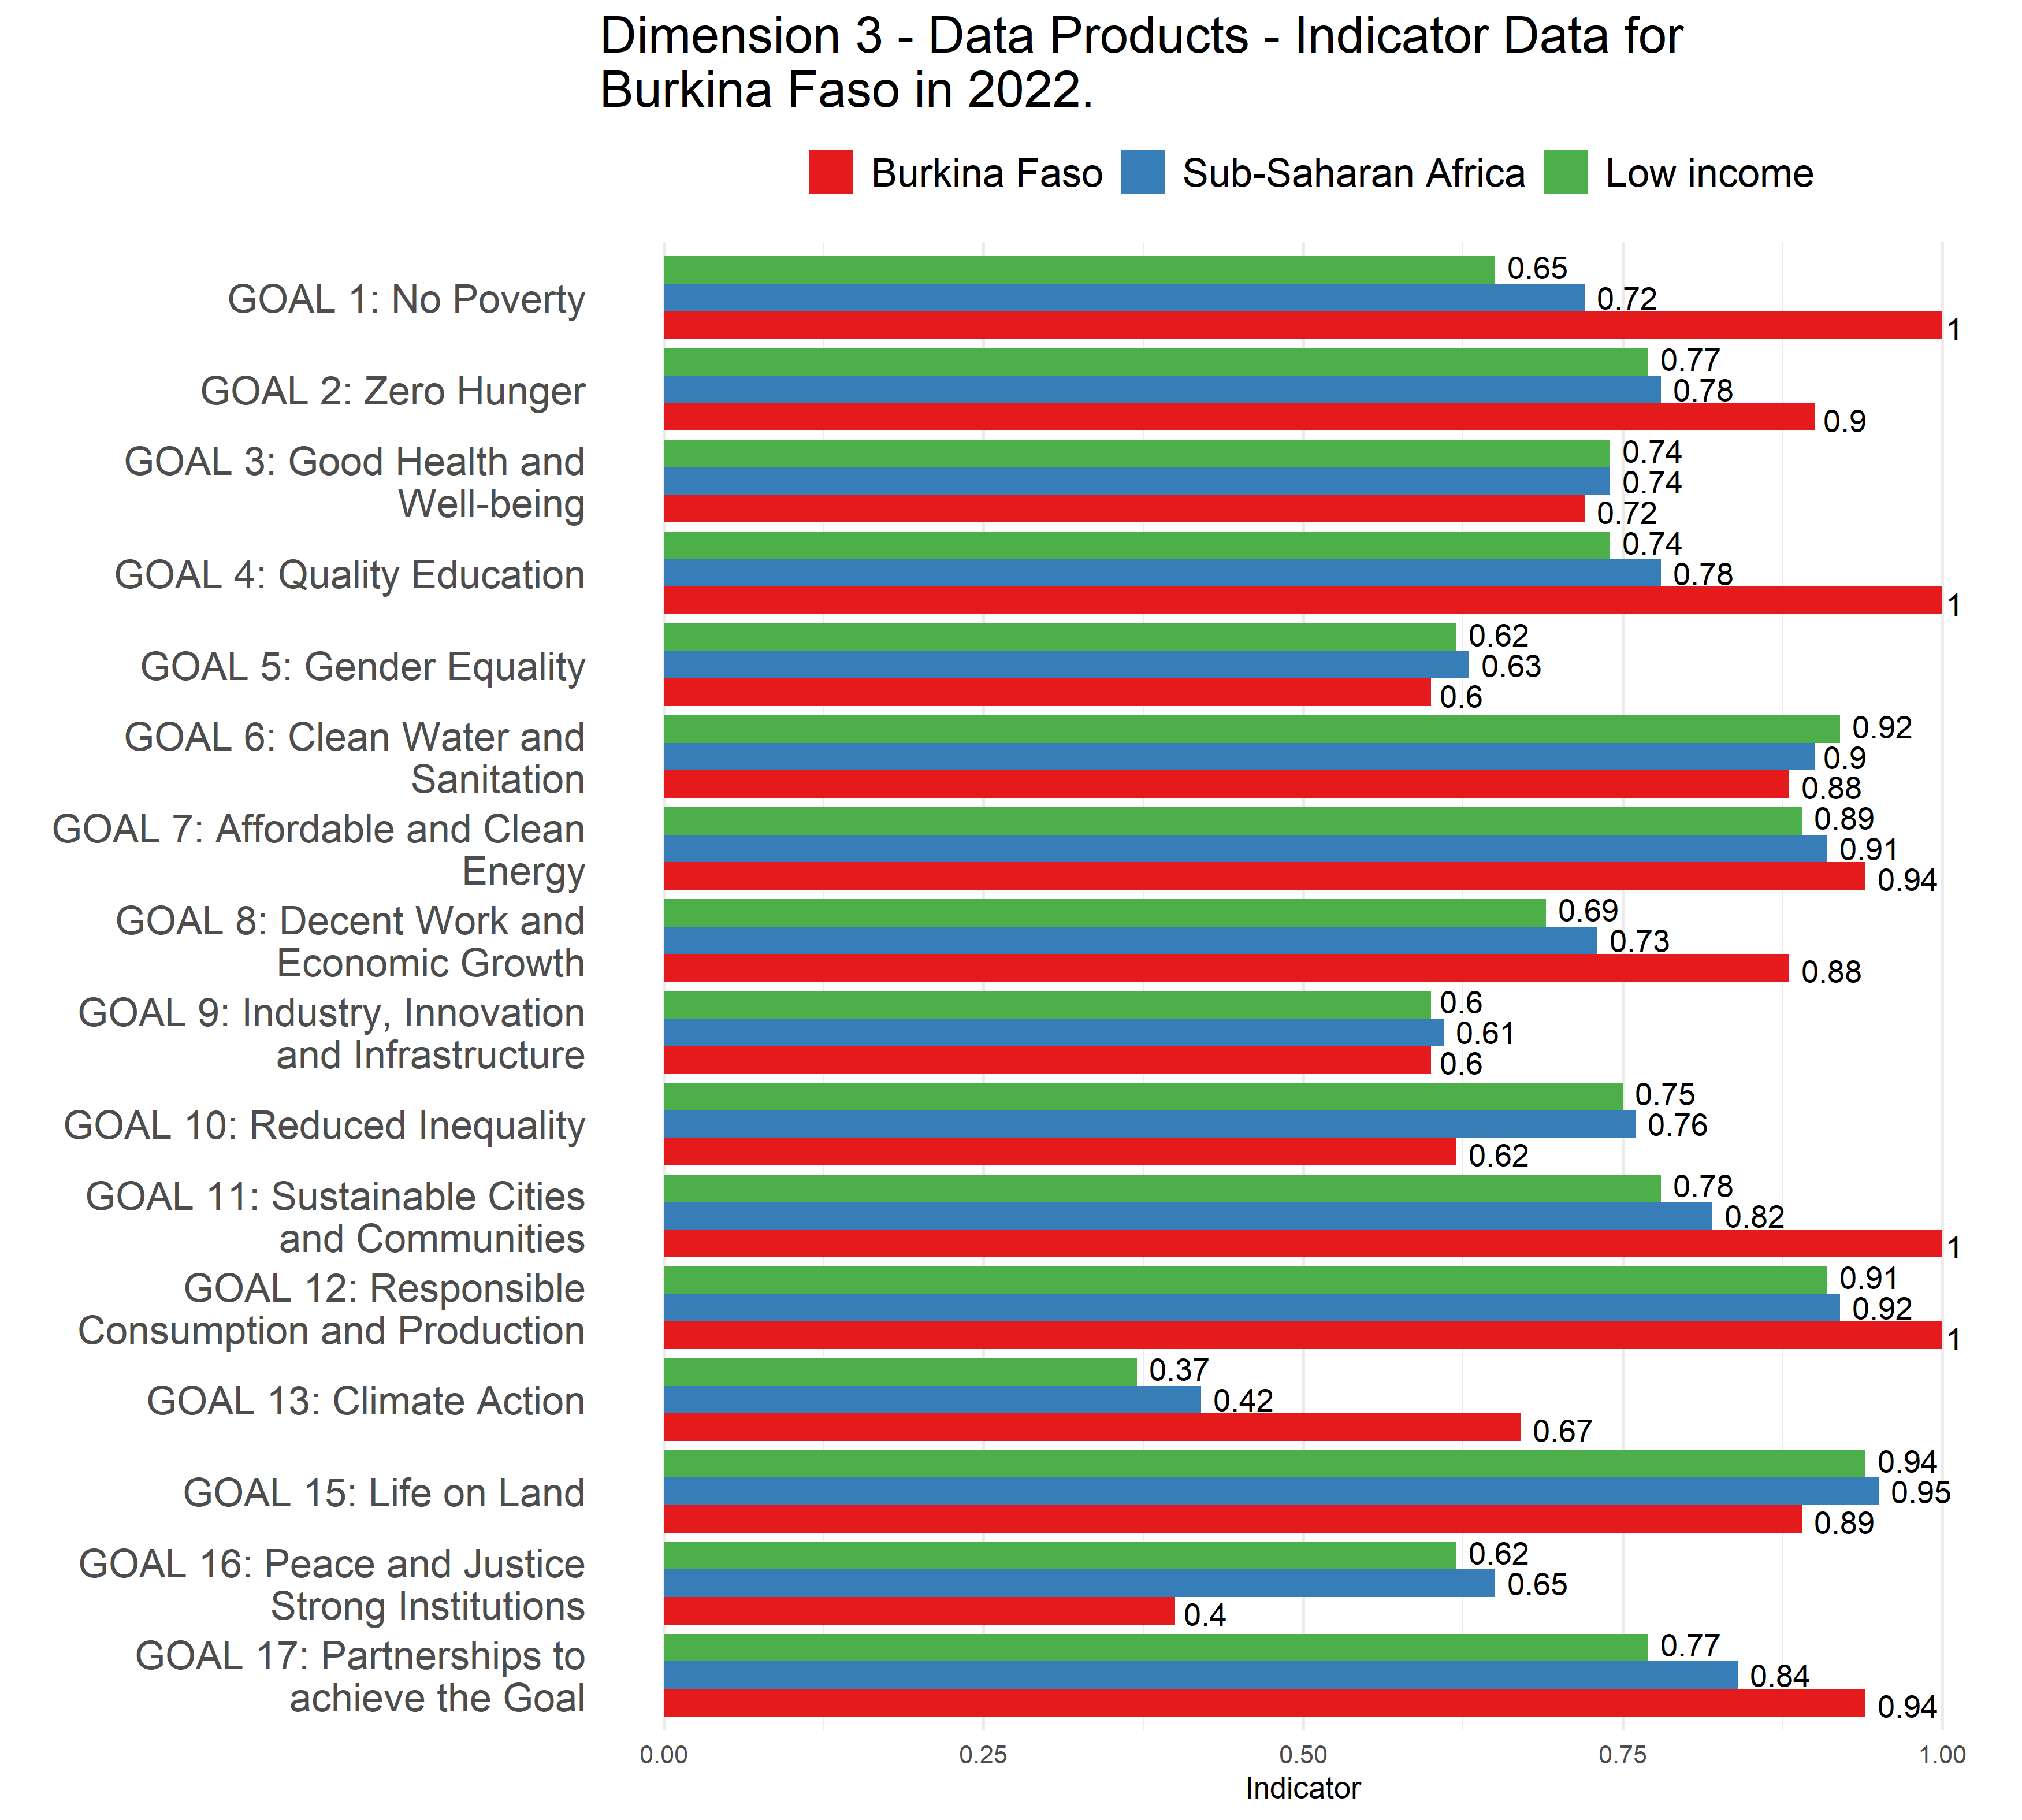 Dimension 3 - Data Products - Indicator Data for
Burkina Faso in 2022.
Burkina Faso Sub-Saharan Africa Low income
GOAL 1: No Poverty
0.65
0.72
1
GOAL 2: Zero Hunger
0.77
0.78
0.9
GOAL 3: Good Health and
Well-being
0.74
0.74
0.72
GOAL 4: Quality Education
0.74
0.78
1
GOAL 5: Gender Equality
0.62
0.63
0.6
GOAL 6: Clean Water and
Sanitation
0.92
0.9
0.88
GOAL 7: Affordable and Clean
Energy
0.89
0.91
0.94
GOAL 8: Decent Work and
Economic Growth
0.69
0.73
0.88
GOAL 9: Industry, Innovation
and Infrastructure
0.6
0.61
0.6
GOAL 10: Reduced Inequality
0.75
0.76
0.62
GOAL 11: Sustainable Cities
and Communities
0.78
0.82
1
GOAL 12: Responsible
Consumption and Production
0.91
0.92
1
GOAL 13: Climate Action
0.37
0.42
0.67
GOAL 15: Life on Land
0.94
0.95
0.89
GOAL 16: Peace and Justice
Strong Institutions
0.62
0.65
0.4
GOAL 17: Partnerships to
achieve the Goal
0.77
0.84
0.94
0.00 0.25 0.50 0.75 1.00
Indicator